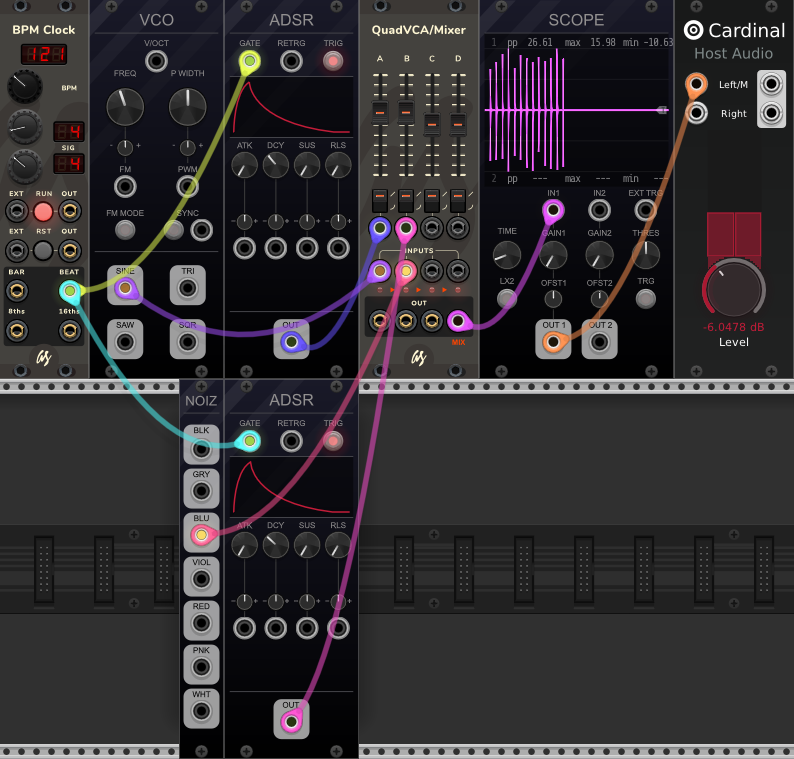 BPM Clock
121
BPM
4
SIG
4
EXT RUN OUT
EXT RST OUT
BAR BEAT
8ths 16ths
VCO
V/OCT
FREQ P WIDTH
- + - +
FM PWM
FM MODE SYNC
SINE TRI
SAW SQR
ADSR
GATE RETRG TRIG
ATK DCY SUS RLS
- + - + - + - +
OUT
QuadVCA/Mixer
A B C D
INPUTS
OUT
MIX
SCOPE
1 pp 26.61 max 15.98 min -10.63
2 pp --- max --- min ---
IN1 IN2 EXT TRG
TIME GAIN1 GAIN2 THRES
LX2 OFST1 OFST2 TRG
OUT 1 OUT 2
Cardinal
Host Audio
Left/M
Right
-6.0478 dB
Level
NOIZ
BLK
GRY
BLU
VIOL
RED
PNK
WHT
ADSR
GATE RETRG TRIG
ATK DCY SUS RLS
- + - + - + - +
OUT